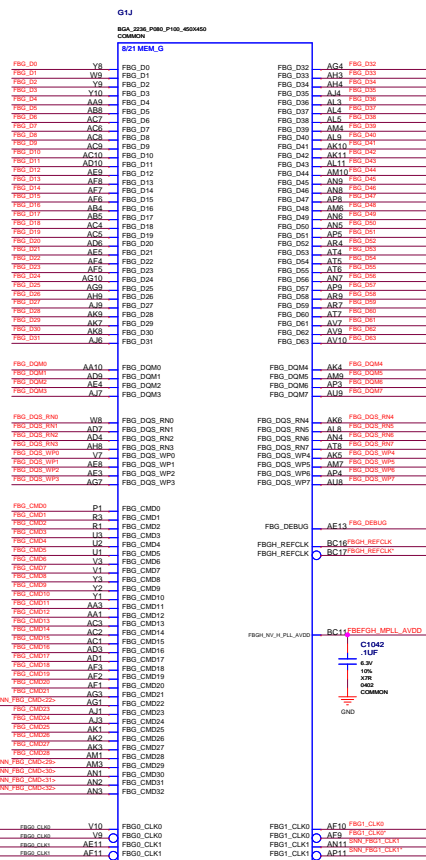 G1J
BGA_2236_P080_P100_450X450
COMMON
8/21 MEM_G
FBG_D0 Y8 FBG_D0 FBG_D32 AG4 FBG_D32
FBG_D1 W9 FBG_D1 FBG_D33 AH3 FBG_D33
FBG_D2 Y9 FBG_D2 FBG_D34 AH4 FBG_D34
FBG_D3 Y10 FBG_D3 FBG_D35 AJ4 FBG_D35
FBG_D4 AA9 FBG_D4 FBG_D36 AL3 FBG_D36
FBG_D5 AB8 FBG_D5 FBG_D37 AL4 FBG_D37
FBG_D6 AC7 FBG_D6 FBG_D38 AL5 FBG_D38
FBG_D7 AC6 FBG_D7 FBG_D39 AM4 FBG_D39
FBG_D8 AC8 FBG_D8 FBG_D40 AL9 FBG_D40
FBG_D9 AC9 FBG_D9 FBG_D41 AK10 FBG_D41
FBG_D10 AC10 FBG_D10 FBG_D42 AK11 FBG_D42
FBG_D11 AD10 FBG_D11 FBG_D43 AL11 FBG_D43
FBG_D12 AE9 FBG_D12 FBG_D44 AM10 FBG_D44
FBG_D13 AF8 FBG_D13 FBG_D45 AN9 FBG_D45
FBG_D14 AF7 FBG_D14 FBG_D46 AN8 FBG_D46
FBG_D15 AF6 FBG_D15 FBG_D47 AP8 FBG_D47
FBG_D16 AB4 FBG_D16 FBG_D48 AM6 FBG_D48
FBG_D17 AB5 FBG_D17 FBG_D49 AN6 FBG_D49
FBG_D18 AC4 FBG_D18 FBG_D50 AN5 FBG_D50
FBG_D19 AC5 FBG_D19 FBG_D51 AP5 FBG_D51
FBG_D20 AD6 FBG_D20 FBG_D52 AR4 FBG_D52
FBG_D21 AE5 FBG_D21 FBG_D53 AT4 FBG_D53
FBG_D22 AF4 FBG_D22 FBG_D54 AT5 FBG_D54
FBG_D23 AF5 FBG_D23 FBG_D55 AT6 FBG_D55
FBG_D24 AG10 FBG_D24 FBG_D56 AN7 FBG_D56
FBG_D25 AG9 FBG_D25 FBG_D57 AP9 FBG_D57
FBG_D26 AH9 FBG_D26 FBG_D58 AR9 FBG_D58
FBG_D27 AJ9 FBG_D27 FBG_D59 AR7 FBG_D59
FBG_D28 AK9 FBG_D28 FBG_D60 AT7 FBG_D60
FBG_D29 AK7 FBG_D29 FBG_D61 AV7 FBG_D61
FBG_D30 AK8 FBG_D30 FBG_D62 AV9 FBG_D62
FBG_D31 AJ6 FBG_D31 FBG_D63 AV10 FBG_D63
FBG_DQM0 AA10 FBG_DQM0 FBG_DQM4 AK4 FBG_DQM4
FBG_DQM1 AD9 FBG_DQM1 FBG_DQM5 AM9 FBG_DQM5
FBG_DQM2 AE4 FBG_DQM2 FBG_DQM6 AP3 FBG_DQM6
FBG_DQM3 AJ7 FBG_DQM3 FBG_DQM7 AU9 FBG_DQM7
FBG_DQS_RN0 W8 FBG_DQS_RN0 FBG_DQS_RN4 AK6 FBG_DQS_RN4
FBG_DQS_RN1 AD7 FBG_DQS_RN1 FBG_DQS_RN5 AL8 FBG_DQS_RN5
FBG_DQS_RN2 AD4 FBG_DQS_RN2 FBG_DQS_RN6 AN4 FBG_DQS_RN6
FBG_DQS_RN3 AH8 FBG_DQS_RN3 FBG_DQS_RN7 AT8 FBG_DQS_RN7
FBG_DQS_WP0 V7 FBG_DQS_WP0 FBG_DQS_WP4 AK5 FBG_DQS_WP4
FBG_DQS_WP1 AE8 FBG_DQS_WP1 FBG_DQS_WP5 AM7 FBG_DQS_WP5
FBG_DQS_WP2 AE3 FBG_DQS_WP2 FBG_DQS_WP6 AP4 FBG_DQS_WP6
FBG_DQS_WP3 AG7 FBG_DQS_WP3 FBG_DQS_WP7 AU8 FBG_DQS_WP7
FBG_CMD0 P1 FBG_CMD0
FBG_CMD1 R3 FBG_CMD1
FBG_CMD2 R1 FBG_CMD2 FBG_DEBUG AE13 FBG_DEBUG
FBG_CMD3 U3 FBG_CMD3
FBG_CMD4 U2 FBG_CMD4 FBGH_REFCLK BC16 FBGH_REFCLK
FBG_CMD5 U1 FBG_CMD5 FBGH_REFCLK BC17 FBGH_REFCLK*
FBG_CMD6 V3 FBG_CMD6
FBG_CMD7 V1 FBG_CMD7
FBG_CMD8 Y3 FBG_CMD8
FBG_CMD9 Y2 FBG_CMD9
FBG_CMD10 Y1 FBG_CMD10
FBG_CMD11 AA3 FBG_CMD11
FBG_CMD12 AA1 FBG_CMD12
FBG_CMD13 AC3 FBG_CMD13
FBG_CMD14 AC2 FBG_CMD14 FBGH_NV_H_PLL_AVDD BC11 FBEFGH_MPLL_AVDD
FBG_CMD15 AC1 FBG_CMD15 C1042
FBG_CMD16 AD3 FBG_CMD16 .1UF
FBG_CMD17 AD1 FBG_CMD17 6.3V
FBG_CMD18 AF3 FBG_CMD18 10%
FBG_CMD19 AF2 FBG_CMD19 X7R
FBG_CMD20 AF1 FBG_CMD20 0402
FBG_CMD21 AG3 FBG_CMD21 COMMON
NN_FBG_CMD<22> AG1 FBG_CMD22
FBG_CMD23 AJ1 FBG_CMD23 GND
FBG_CMD24 AJ3 FBG_CMD24
FBG_CMD25 AK1 FBG_CMD25
FBG_CMD26 AK2 FBG_CMD26
FBG_CMD27 AK3 FBG_CMD27
FBG_CMD28 AM1 FBG_CMD28
NN_FBG_CMD<29> AM3 FBG_CMD29
NN_FBG_CMD<30> AN1 FBG_CMD30
NN_FBG_CMD<31> AN2 FBG_CMD31
NN_FBG_CMD<32> AN3 FBG_CMD32
FBG0_CLK0 V10 FBG0_CLK0 FBG1_CLK0 AF10 FBG1_CLK0
FBG0_CLK0 V9 FBG0_CLK0 FBG1_CLK0 AF9 FBG1_CLK0*
FBG0_CLK1 AE11 FBG0_CLK1 FBG1_CLK1 AN11 SNN_FBG1_CLK1
FBG0_CLK1 AF11 FBG0_CLK1 FBG1_CLK1 AP11 SNN_FBG1_CLK1*